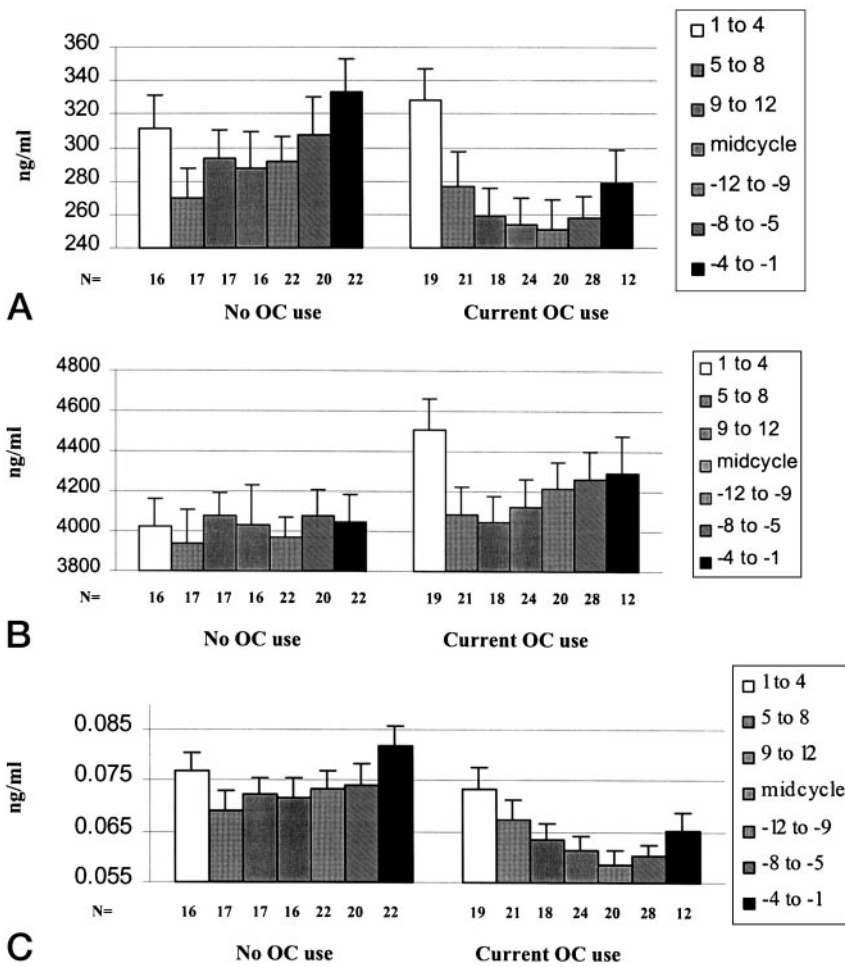 360
340
320
300
280
260
240
ng/ml
N= 16 17 17 16 22 20 22 19 21 18 24 20 28 12
No OC use Current OC use
1 to 4
5 to 8
9 to 12
midcycle
-12 to -9
-8 to -5
-4 to -1
A
4800
4600
4400
4200
4000
3800
ng/ml
N= 16 17 17 16 22 20 22 19 21 18 24 20 28 12
No OC use Current OC use
1 to 4
5 to 8
9 to 12
midcycle
-12 to -9
-8 to -5
-4 to -1
B
0.085
0.075
0.065
0.055
ng/ml
N= 16 17 17 16 22 20 22 19 21 18 24 20 28 12
No OC use Current OC use
1 to 4
5 to 8
9 to 12
midcycle
-12 to -9
-8 to -5
-4 to -1
C